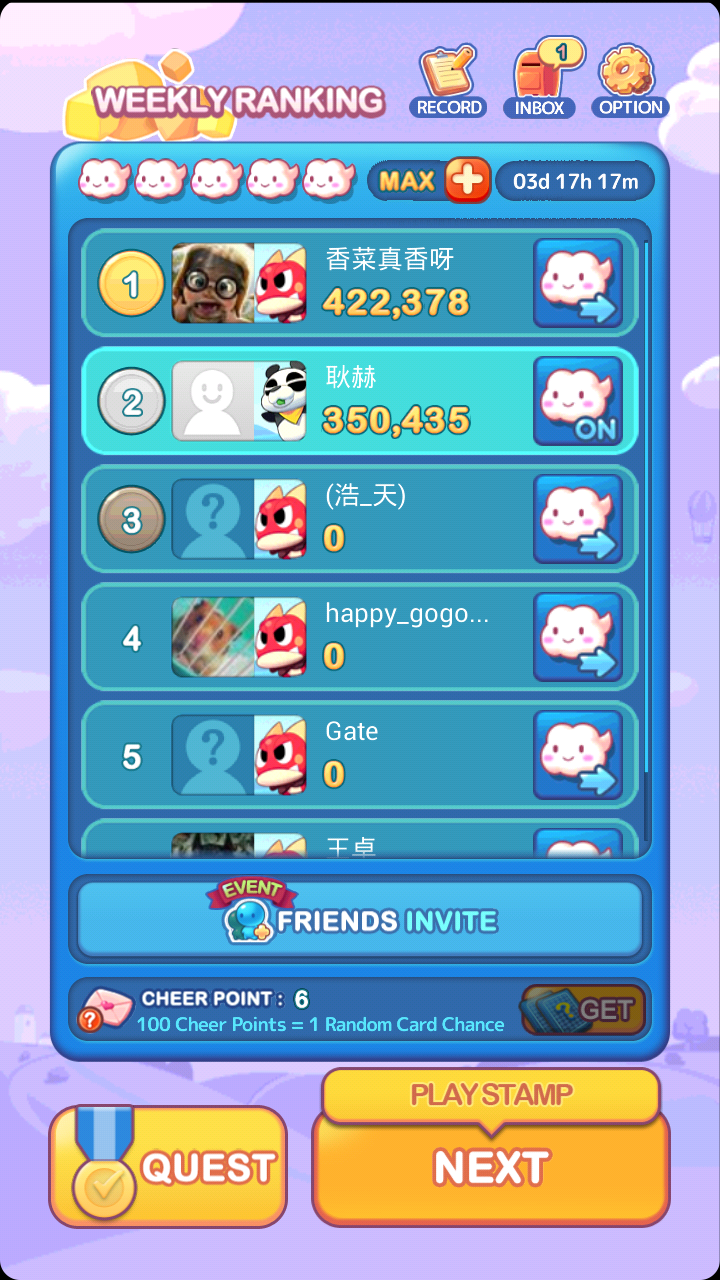 WEEKLY RANKING
RECORD
1
INBOX
OPTION
MAX
03d 17h 17m
1
香菜真香呀
422,378
2
耿赫
350,435
ON
3
?
(浩_天)
0
4
happy_gogo...
0
5
?
Gate
0
王卓
EVENT
FRIENDS INVITE
?
CHEER POINT : 6
100 Cheer Points = 1 Random Card Chance
?
GET
PLAY STAMP
QUEST
NEXT